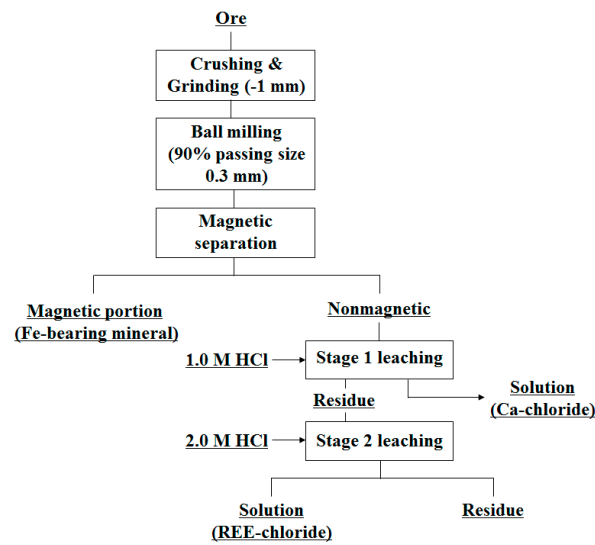 Ore
Crushing &
Grinding (-1 mm)
Ball milling
(90% passing size
0.3 mm)
Magnetic
separation
Magnetic portion
(Fe-bearing mineral)
Nonmagnetic
1.0 M HCl
Stage 1 leaching
Residue
Solution
(Ca-chloride)
2.0 M HCl
Stage 2 leaching
Solution
(REE-chloride)
Residue